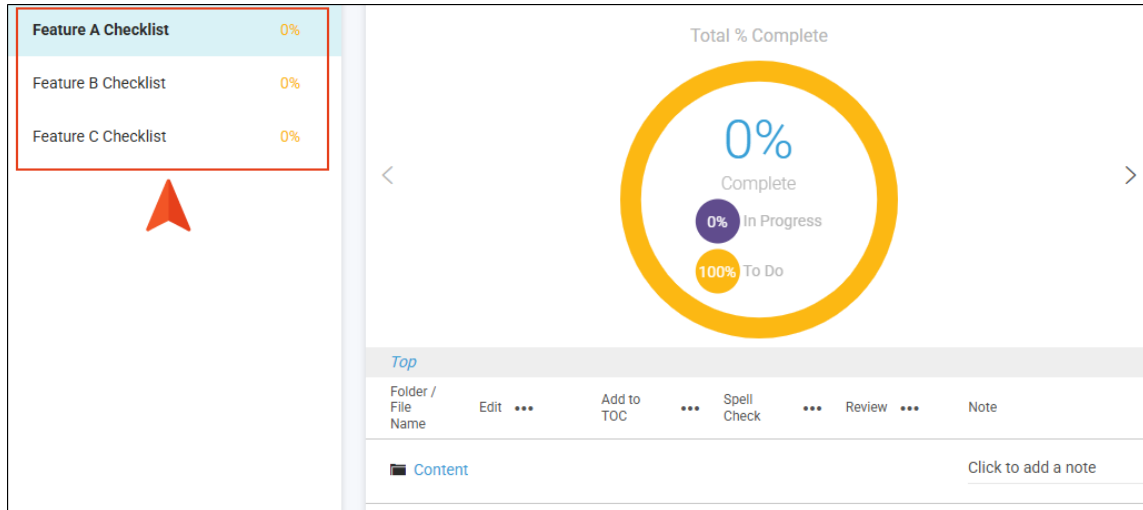 Feature A Checklist 0%
Feature B Checklist 0%
Feature C Checklist 0%
Total % Complete
0%
Complete
0% In Progress
100% To Do
Top
Folder /
File
Name
Edit •••
Add to
TOC •••
Spell
Check •••
Review •••
Note
Content
Click to add a note